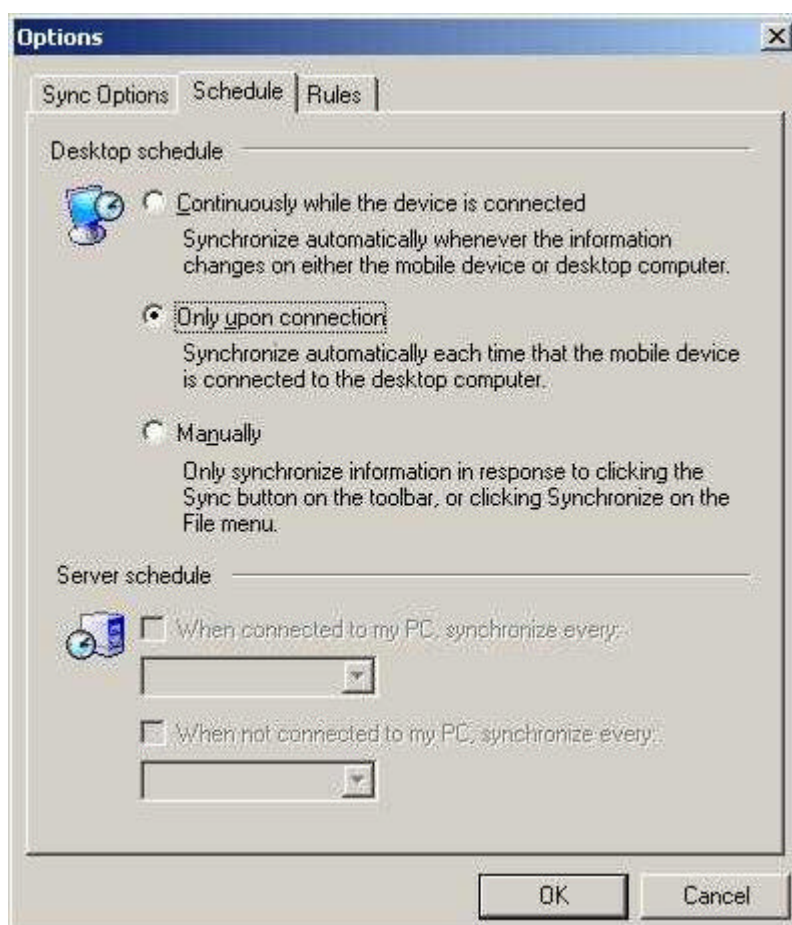 Options
Sync Options Schedule Rules
Desktop schedule
Continuously while the device is connected
Synchronize automatically whenever the information
changes on either the mobile device or desktop computer.
Only upon connection
Synchronize automatically each time that the mobile device
is connected to the desktop computer.
Manually
Only synchronize information in response to clicking the
Sync button on the toolbar, or clicking Synchronize on the
File menu.
Server schedule
When connected to my PC, synchronize every:
When not connected to my PC, synchronize every:
OK Cancel